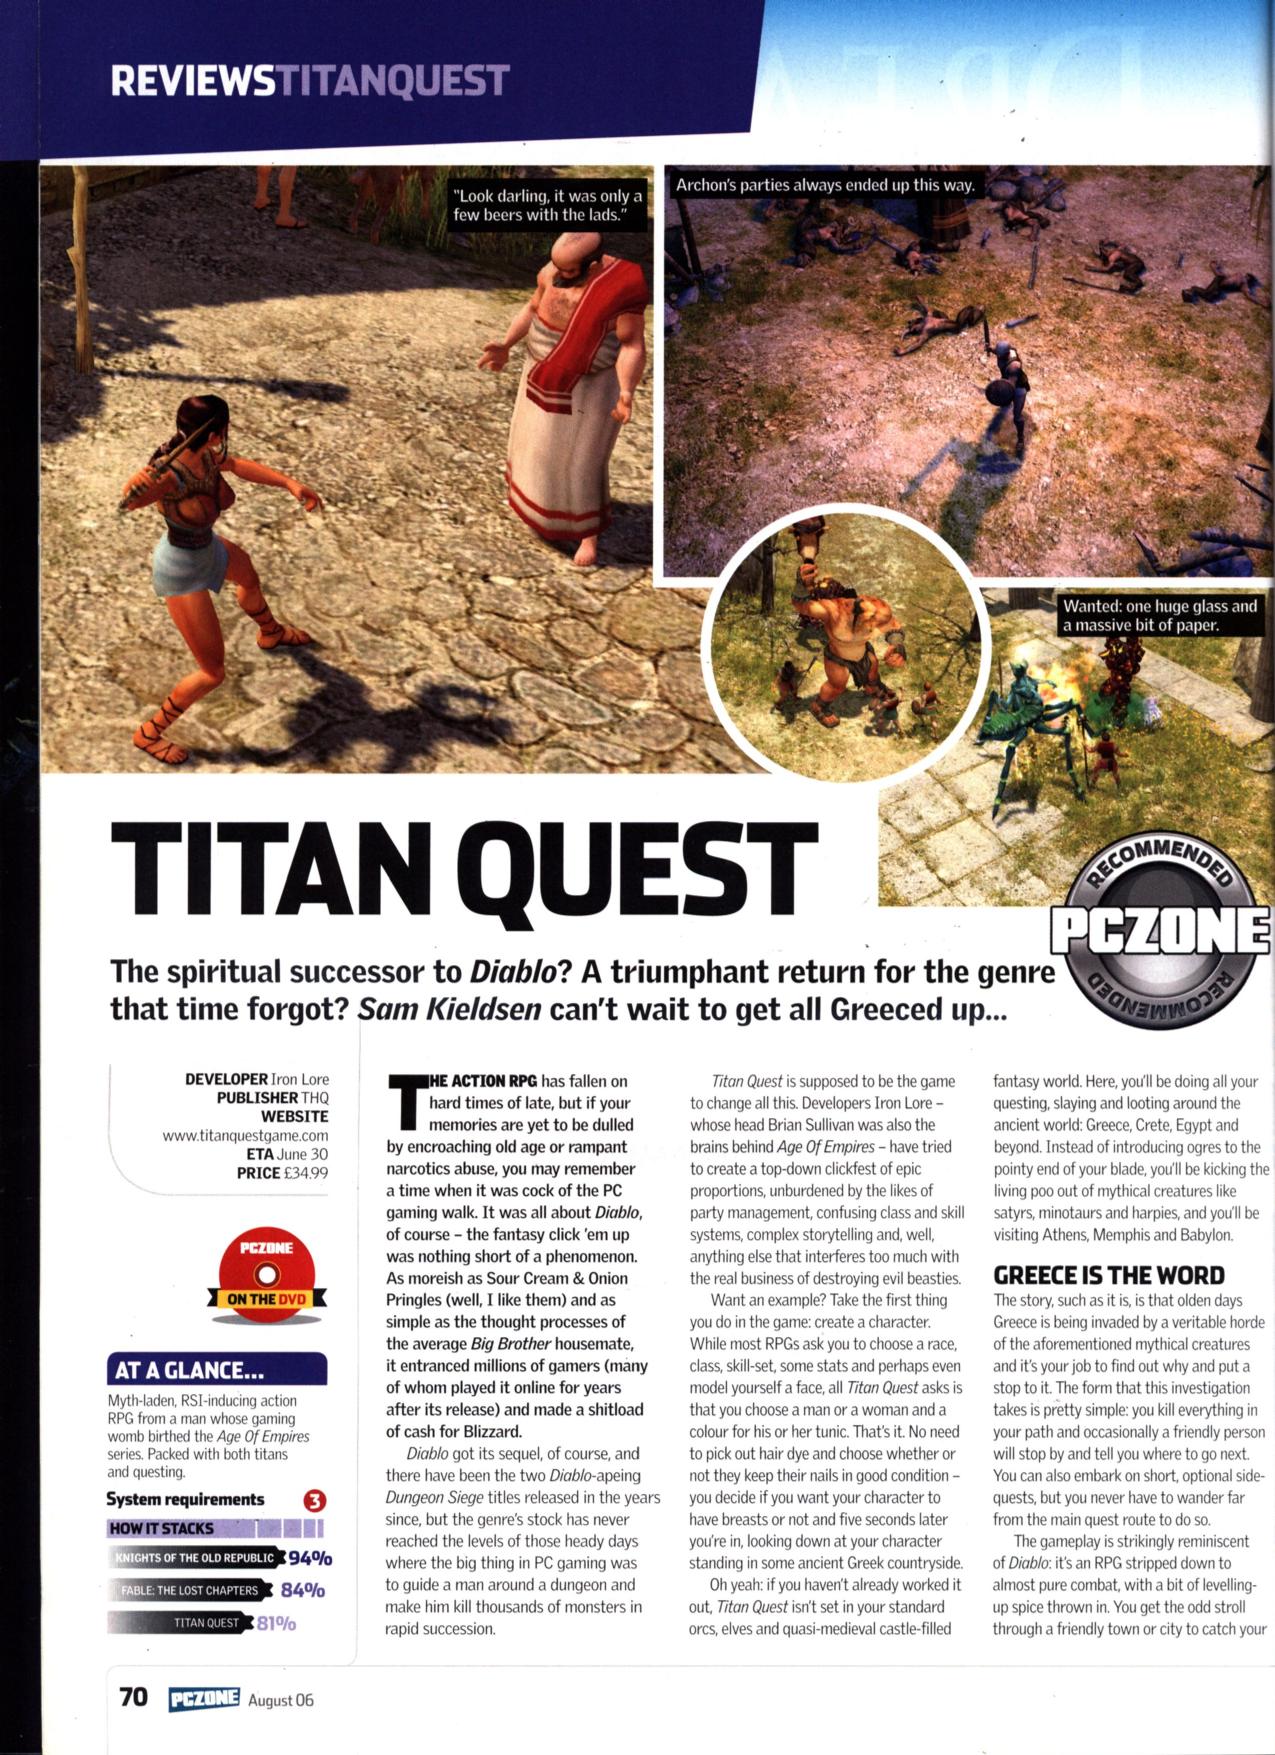 REVIEWSTITANQUEST
"Look darling, it was only a
few beers with the lads."
Archon's parties always ended up this way.
Wanted: one huge glass and
a massive bit of paper.
TITAN QUEST
RECOMMENDED
PCZONE
RECOMMENDED
The spiritual successor to Diablo? A triumphant return for the genre
that time forgot? Sam Kieldsen can't wait to get all Greeced up...
DEVELOPER Iron Lore
PUBLISHER THQ
WEBSITE
www.titanquestgame.com
ETA June 30
PRICE £34.99
PCZONE
ON THE DVD
AT A GLANCE...
Myth-laden, RSI-inducing action
RPG from a man whose gaming
womb birthed the Age Of Empires
series. Packed with both titans
and questing.
System requirements 3
HOW IT STACKS
KNIGHTS OF THE OLD REPUBLIC 94%
FABLE: THE LOST CHAPTERS 84%
TITAN QUEST 81%
THE ACTION RPG has fallen on
hard times of late, but if your
memories are yet to be dulled
by encroaching old age or rampant
narcotics abuse, you may remember
a time when it was cock of the PC
gaming walk. It was all about Diablo,
of course – the fantasy click 'em up
was nothing short of a phenomenon.
As moreish as Sour Cream & Onion
Pringles (well, I like them) and as
simple as the thought processes of
the average Big Brother housemate,
it entranced millions of gamers (many
of whom played it online for years
after its release) and made a shitload
of cash for Blizzard.
Diablo got its sequel, of course, and
there have been the two Diablo-apeing
Dungeon Siege titles released in the years
since, but the genre's stock has never
reached the levels of those heady days
where the big thing in PC gaming was
to guide a man around a dungeon and
make him kill thousands of monsters in
rapid succession.
Titan Quest is supposed to be the game
to change all this. Developers Iron Lore –
whose head Brian Sullivan was also the
brains behind Age Of Empires – have tried
to create a top-down clickfest of epic
proportions, unburdened by the likes of
party management, confusing class and skill
systems, complex storytelling and, well,
anything else that interferes too much with
the real business of destroying evil beasties.
Want an example? Take the first thing
you do in the game: create a character.
While most RPGs ask you to choose a race,
class, skill-set, some stats and perhaps even
model yourself a face, all Titan Quest asks is
that you choose a man or a woman and a
colour for his or her tunic. That's it. No need
to pick out hair dye and choose whether or
not they keep their nails in good condition –
you decide if you want your character to
have breasts or not and five seconds later
you're in, looking down at your character
standing in some ancient Greek countryside.
Oh yeah: if you haven't already worked it
out, Titan Quest isn't set in your standard
orcs, elves and quasi-medieval castle-filled
fantasy world. Here, you'll be doing all your
questing, slaying and looting around the
ancient world: Greece, Crete, Egypt and
beyond. Instead of introducing ogres to the
pointy end of your blade, you'll be kicking the
living poo out of mythical creatures like
satyrs, minotaurs and harpies, and you'll be
visiting Athens, Memphis and Babylon.
GREECE IS THE WORD
The story, such as it is, is that olden days
Greece is being invaded by a veritable horde
of the aforementioned mythical creatures
and it's your job to find out why and put a
stop to it. The form that this investigation
takes is pretty simple: you kill everything in
your path and occasionally a friendly person
will stop by and tell you where to go next.
You can also embark on short, optional side-
quests, but you never have to wander far
from the main quest route to do so.
The gameplay is strikingly reminiscent
of Diablo: it's an RPG stripped down to
almost pure combat, with a bit of levelling-
up spice thrown in. You get the odd stroll
through a friendly town or city to catch your
70 PCZONE August 06